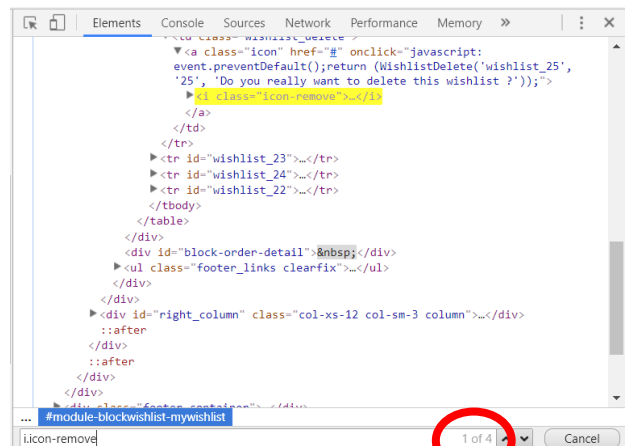 Elements Console Sources Network Performance Memory »
▼<a class="icon" href="#" onclick="javascript:
event.preventDefault();return (WishlistDelete('wishlist_25',
'25', 'Do you really want to delete this wishlist ?'));">
▶<i class="icon-remove">…</i>
</a>
</td>
</tr>
▶<tr id="wishlist_23">…</tr>
▶<tr id="wishlist_24">…</tr>
▶<tr id="wishlist_22">…</tr>
</tbody>
</table>
</div>
<div id="block-order-detail">&nbsp;</div>
▶<ul class="footer_links clearfix">…</ul>
</div>
</div>
▶<div id="right_column" class="col-xs-12 col-sm-3 column">…</div>
::after
</div>
::after
</div>
</div>
... #module-blockwishlist-mywishlist
i.icon-remove 1 of 4 Cancel